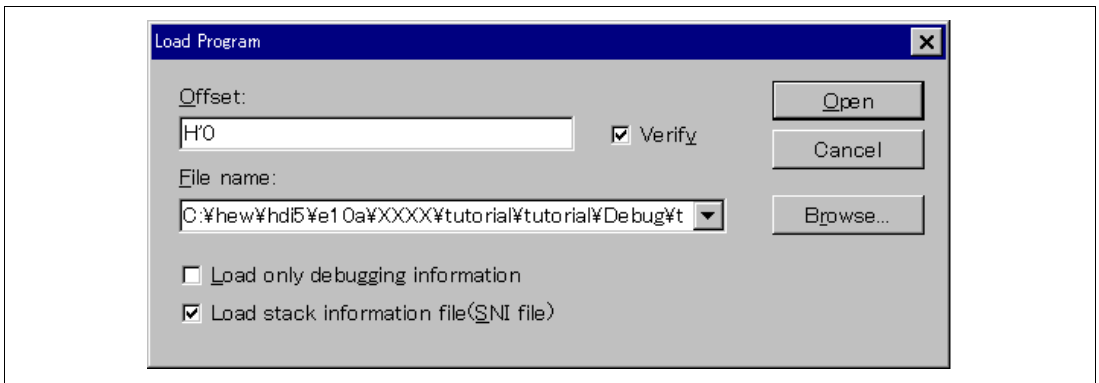 Load Program
Offset:
H'0
Verify
Open
Cancel
File name:
C:¥hew¥hdi5¥e10a¥XXXX¥tutorial¥tutorial¥Debug¥t
Browse...
Load only debugging information
Load stack information file(SNI file)